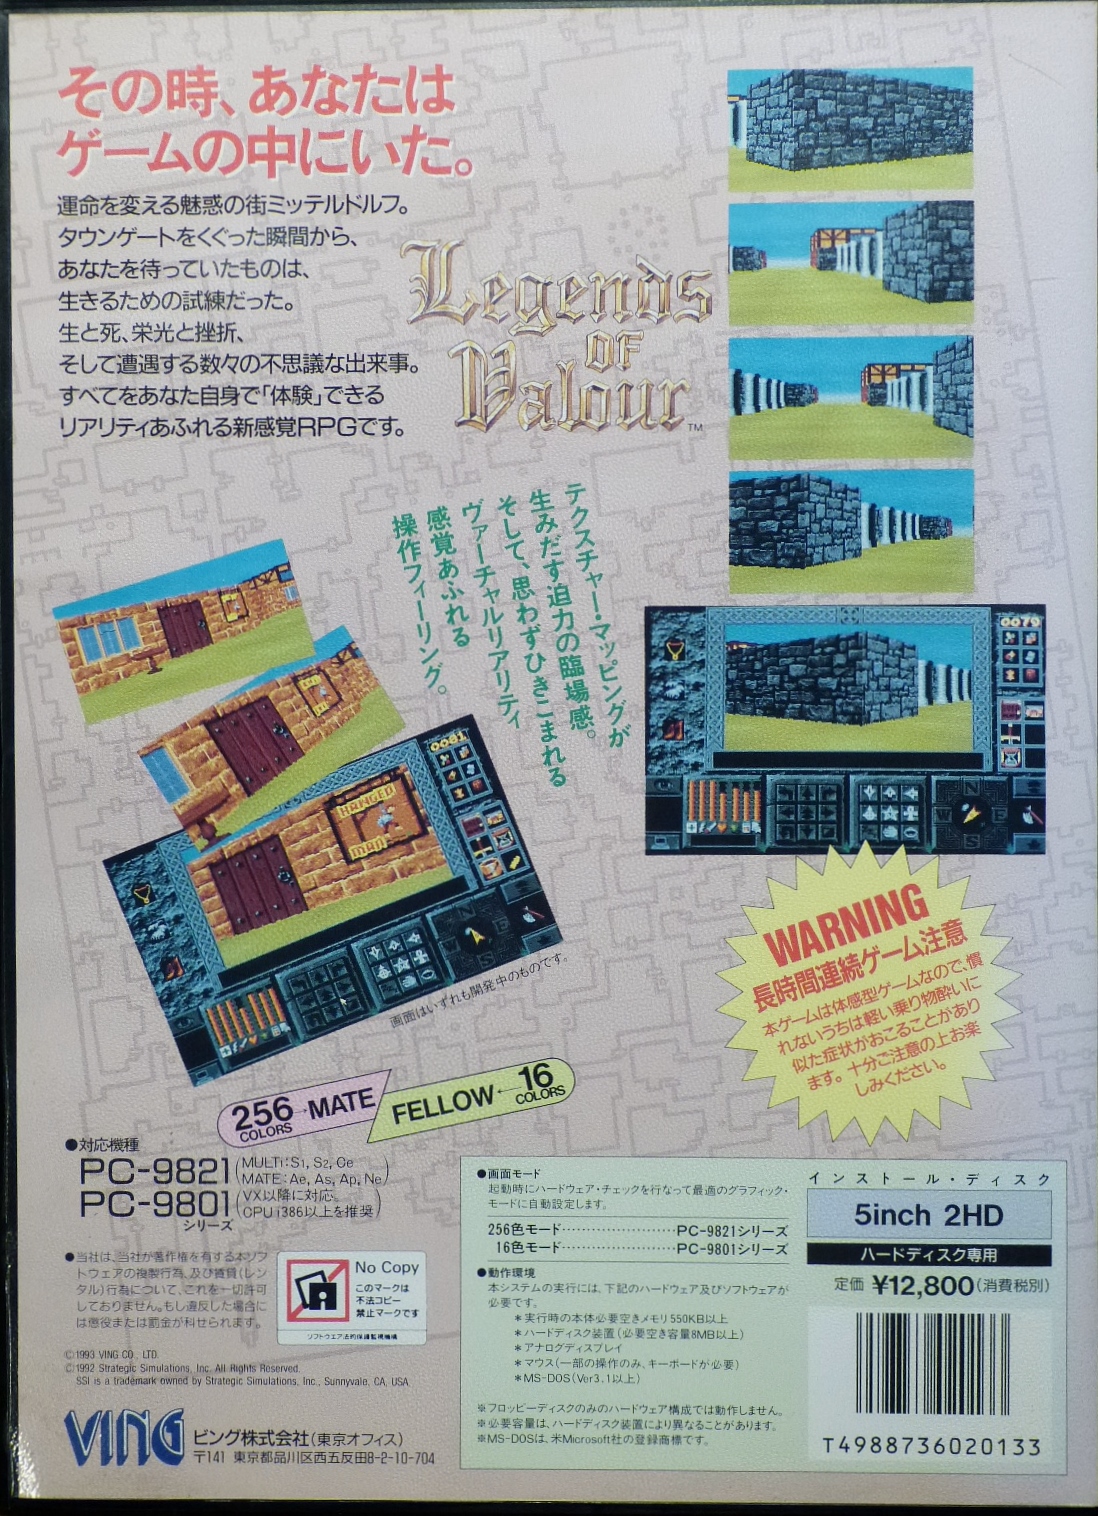 その時、あなたは
ゲームの中にいた。
運命を変える魅惑の街ミッテルドルフ。
タウンゲートをくぐった瞬間から、
あなたを待っていたものは、
生きるための試練だった。
生と死、栄光と挫折、
そして遭遇する数々の不思議な出来事。
すべてをあなた自身で「体験」できる
リアリティあふれる新感覚RPGです。
Legends
OF
Valour™
テクスチャー・マッピングが
生みだす迫力の臨場感。
そして、思わずひきこまれる
ヴァーチャルリアリティ
感覚あふれる
操作フィーリング。
0079
N
W
E
S
0081
HANGED
MAN
画面はいずれも開発中のものです。
WARNING
長時間連続ゲーム注意
本ゲームは体感型ゲームなので、慣
れないうちは軽い乗り物酔いに
似た症状がおこることがあり
ます。十分ご注意の上お楽
しみください。
256 COLORS→MATE
FELLOW←16 COLORS
●対応機種
PC-9821(MULTi:S1, S2, Ce
MATE:Ae, As, Ap, Ne)
PC-9801(VX以降に対応。
CPU i386以上を推奨)
シリーズ
●当社は、当社が著作権を有する本ソフ
トウェアの複製行為、及び賃貸(レン
タル)行為について、これを一切許可
しておりません。もし違反した場合に
は懲役または罰金が科せられます。
No Copy
このマークは
不法コピー
禁止マークです
ソフトウェア法的保護監視機構
©1993 VING CO., LTD.
©1992 Strategic Simulations, Inc. All Rights Reserved.
SSI is a trademark owned by Strategic Simulations, Inc., Sunnyvale, CA, USA
VING
ビング株式会社(東京オフィス)
〒141 東京都品川区西五反田8-2-10-704
●画面モード
起動時にハードウェア・チェックを行なって最適のグラフィック・
モードに自動設定します。
256色モード……………PC-9821シリーズ
16色モード……………PC-9801シリーズ
●動作環境
本システムの実行には、下記のハードウェア及びソフトウェアが
必要です。
＊実行時の本体必要空きメモリ550KB以上
＊ハードディスク装置(必要空き容量8MB以上)
＊アナログディスプレイ
＊マウス(一部の操作のみ、キーボードが必要)
＊MS-DOS(Ver3.1以上)
※フロッピーディスクのみのハードウェア構成では動作しません。
※必要容量は、ハードディスク装置により異なることがあります。
※MS-DOSは、米Microsoft社の登録商標です。
インストール・ディスク
5inch 2HD
ハードディスク専用
定価 ¥12,800(消費税別)
T4988736020133